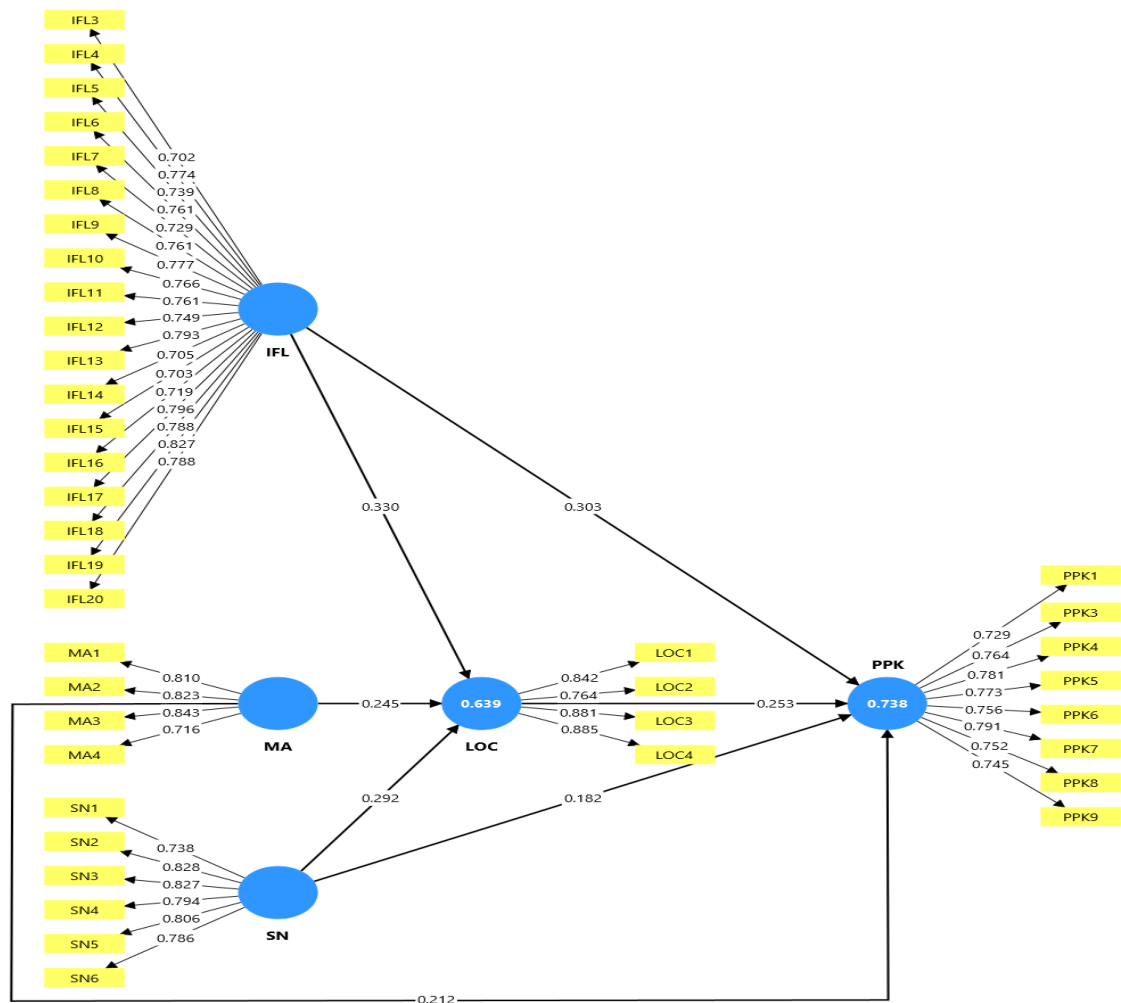 IFL3
IFL4
IFL5
IFL6
IFL7
IFL8
IFL9
IFL10
IFL11
IFL12
IFL13
IFL14
IFL15
IFL16
IFL17
IFL18
IFL19
IFL20
0.702
0.774
0.739
0.761
0.729
0.761
0.777
0.766
0.761
0.749
0.793
0.705
0.703
0.719
0.796
0.788
0.827
0.788
IFL
0.330
0.303
MA1
MA2
MA3
MA4
0.810
0.823
0.843
0.716
MA
0.245
0.639
LOC
0.842
0.764
0.881
0.885
LOC1
LOC2
LOC3
LOC4
0.253
PPK
0.738
0.729
0.764
0.781
0.773
0.756
0.791
0.752
0.745
PPK1
PPK3
PPK4
PPK5
PPK6
PPK7
PPK8
PPK9
0.292
0.182
SN1
SN2
SN3
SN4
SN5
SN6
0.738
0.828
0.827
0.794
0.806
0.786
SN
0.212